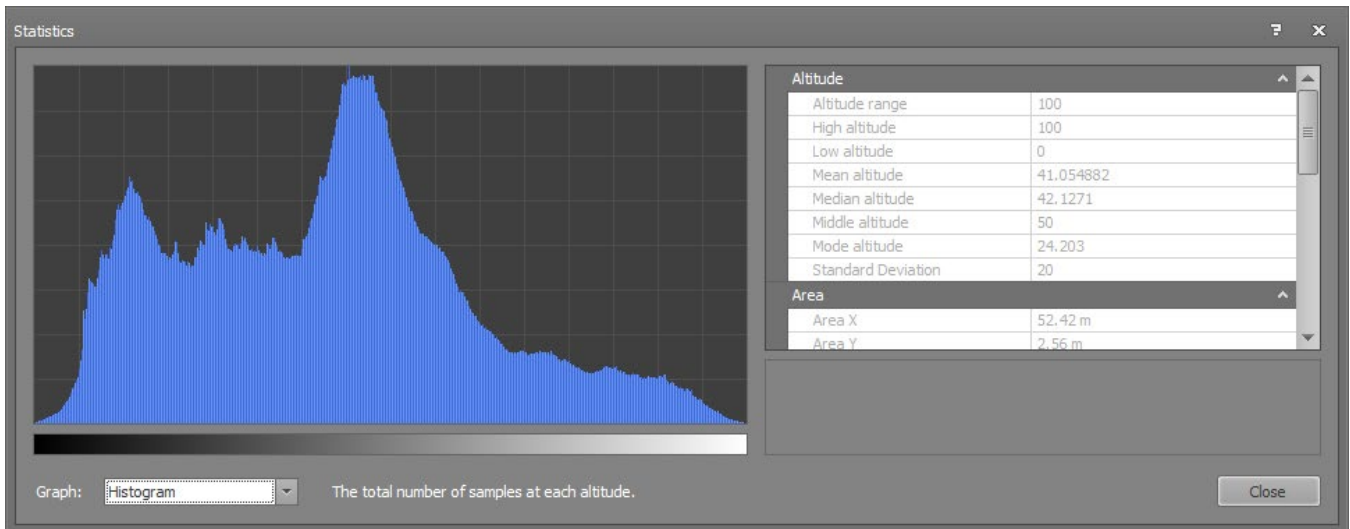 Statistics
Altitude
Altitude range 100
High altitude 100
Low altitude 0
Mean altitude 41.054882
Median altitude 42.1271
Middle altitude 50
Mode altitude 24.203
Standard Deviation 20
Area
Area X 52.42 m
Area Y 2.56 m
Graph: Histogram The total number of samples at each altitude. Close